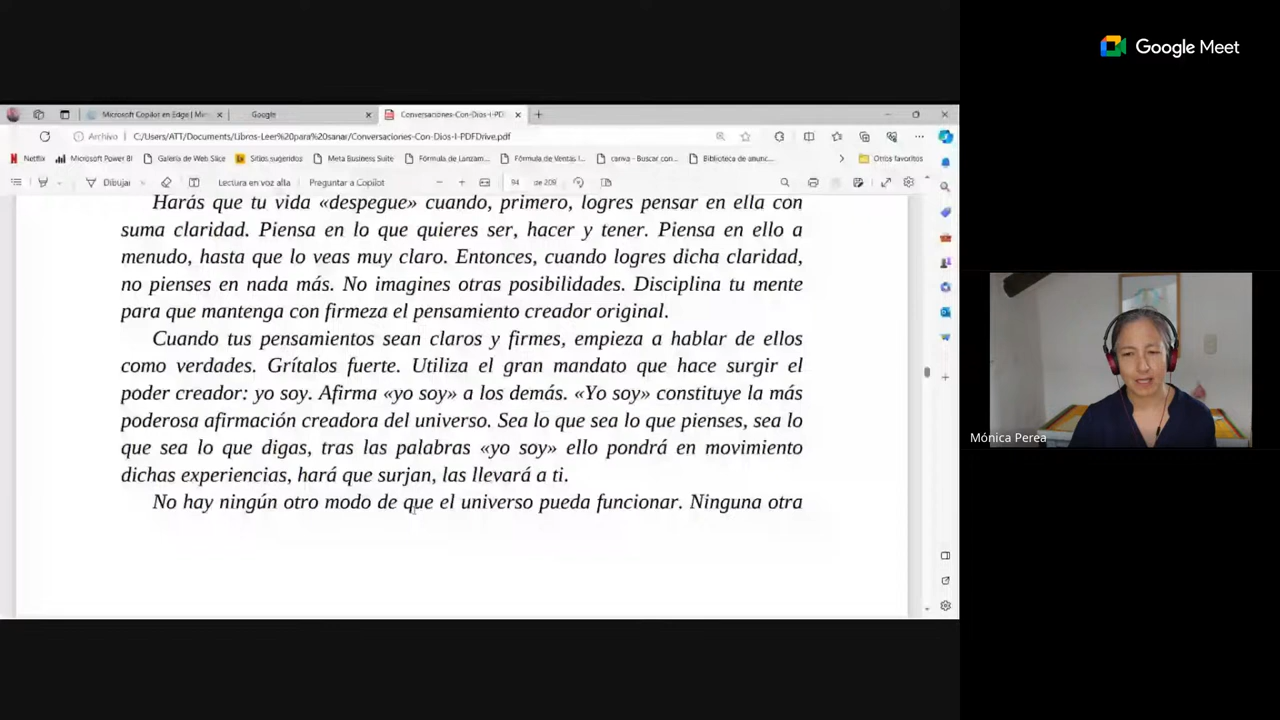 Google Meet
Microsoft Copilot en Edge | Mic
Google
Conversaciones-Con-Dios-I-PDF
Archivo C:/Users/ATT/Documents/Libros-Leer%20para%20sanar/Conversaciones-Con-Dios-I-PDFDrive.pdf
Netflix Microsoft Power BI Galería de Web Slice Sitios sugeridos Meta Business Suite Fórmula de Lanzam... Fórmula de Ventas I... canva - Buscar con... Biblioteca de anunc... Otros favoritos
Dibujar Lectura en voz alta Preguntar a Copilot 94 de 209
Harás que tu vida «despegue» cuando, primero, logres pensar en ella con
suma claridad. Piensa en lo que quieres ser, hacer y tener. Piensa en ello a
menudo, hasta que lo veas muy claro. Entonces, cuando logres dicha claridad,
no pienses en nada más. No imagines otras posibilidades. Disciplina tu mente
para que mantenga con firmeza el pensamiento creador original.
Cuando tus pensamientos sean claros y firmes, empieza a hablar de ellos
como verdades. Grítalos fuerte. Utiliza el gran mandato que hace surgir el
poder creador: yo soy. Afirma «yo soy» a los demás. «Yo soy» constituye la más
poderosa afirmación creadora del universo. Sea lo que sea lo que pienses, sea lo
que sea lo que digas, tras las palabras «yo soy» ello pondrá en movimiento
dichas experiencias, hará que surjan, las llevará a ti.
No hay ningún otro modo de que el universo pueda funcionar. Ninguna otra
Mónica Perea